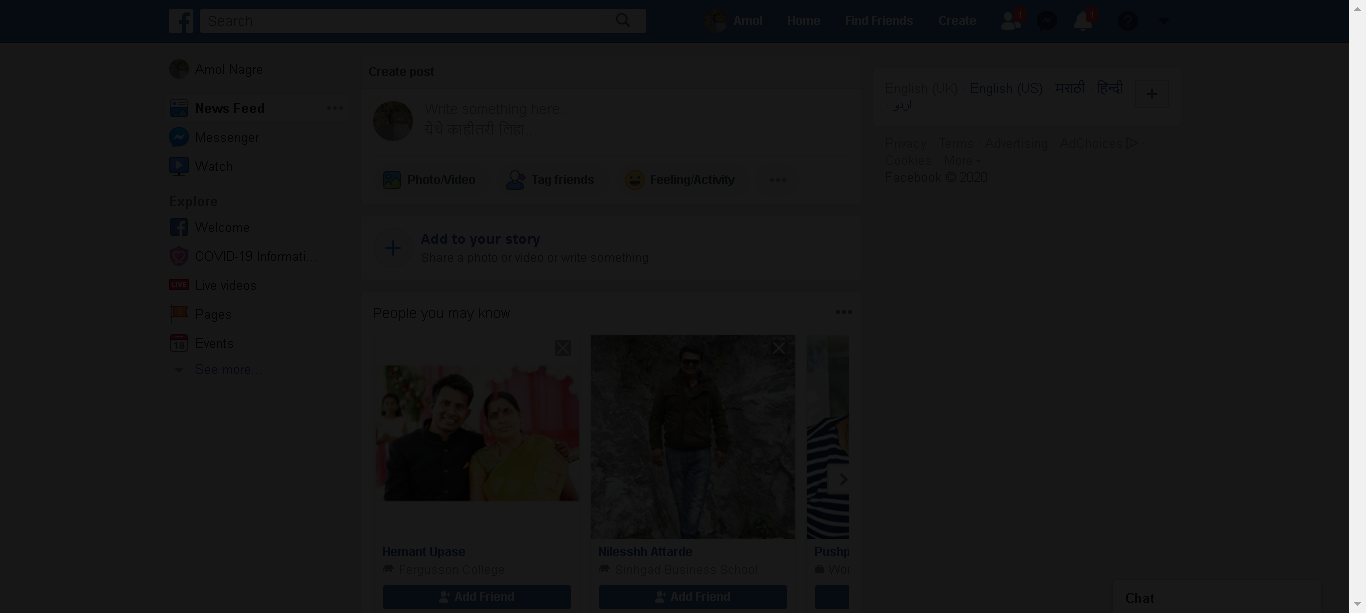 Search
Amol
Home
Find Friends
Create
Amol Nagre
News Feed
Messenger
Watch
Explore
Welcome
COVID-19 Informati...
LIVE Live videos
Pages
18 Events
See more...
Create post
Write something here...
येथे काहीतरी लिहा...
Photo/Video
Tag friends
Feeling/Activity
Add to your story
Share a photo or video or write something
People you may know
Hemant Upase
Fergusson College
Add Friend
Nilesshh Attarde
Sinhgad Business School
Add Friend
Pushp
Wor
English (UK) · English (US) · मराठी · हिन्दी ·
اردو
Privacy · Terms · Advertising · AdChoices
Cookies · More
Facebook © 2020
Chat